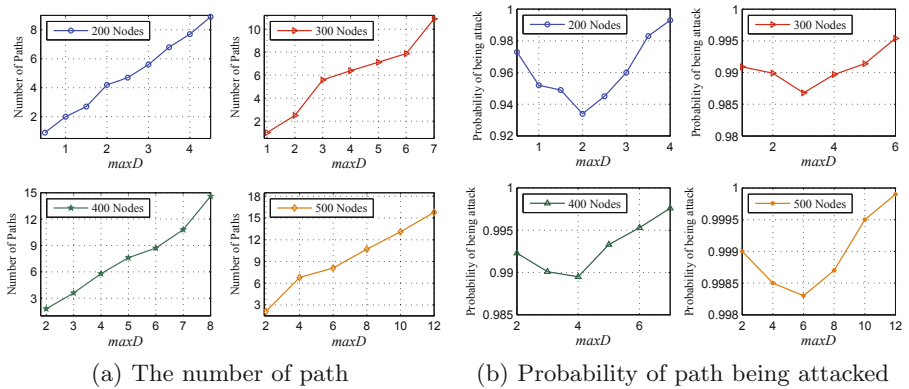 200 Nodes
Number of Paths
8
6
4
2
1 2 3 4
maxD
300 Nodes
Number of Paths
10
8
6
4
2
1 2 3 4 5 6 7
maxD
200 Nodes
Probability of being attack
1
0.98
0.96
0.94
0.92
1 2 3 4
maxD
300 Nodes
Probability of being attack
1
0.995
0.99
0.985
0.98
2 4 6
maxD
400 Nodes
Number of Paths
15
12
9
6
3
2 3 4 5 6 7 8
maxD
500 Nodes
Number of Paths
18
15
12
9
6
3
2 4 6 8 10 12
maxD
400 Nodes
Probability of being attack
1
0.995
0.99
0.985
2 4 6
maxD
500 Nodes
Probability of being attack
1
0.9995
0.999
0.9985
0.998
2 4 6 8 10 12
maxD
(a) The number of path
(b) Probability of path being attacked